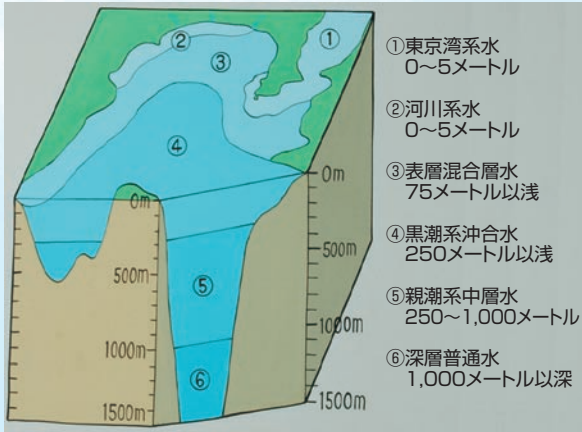 ①東京湾系水
0～5メートル
②河川系水
0～5メートル
③表層混合層水
75メートル以浅
④黒潮系沖合水
250メートル以浅
⑤親潮系中層水
250～1,000メートル
⑥深層普通水
1,000メートル以深
①
②
③
④
⑤
⑥
0m
500m
1000m
1500m
0m
500m
1000m
1500m